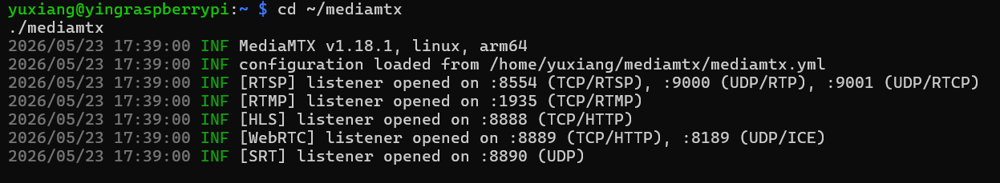 yuxiang@yingraspberrypi:~ $ cd ~/mediamtx
./mediamtx
2026/05/23 17:39:00 INF MediaMTX v1.18.1, linux, arm64
2026/05/23 17:39:00 INF configuration loaded from /home/yuxiang/mediamtx/mediamtx.yml
2026/05/23 17:39:00 INF [RTSP] listener opened on :8554 (TCP/RTSP), :9000 (UDP/RTP), :9001 (UDP/RTCP)
2026/05/23 17:39:00 INF [RTMP] listener opened on :1935 (TCP/RTMP)
2026/05/23 17:39:00 INF [HLS] listener opened on :8888 (TCP/HTTP)
2026/05/23 17:39:00 INF [WebRTC] listener opened on :8889 (TCP/HTTP), :8189 (UDP/ICE)
2026/05/23 17:39:00 INF [SRT] listener opened on :8890 (UDP)